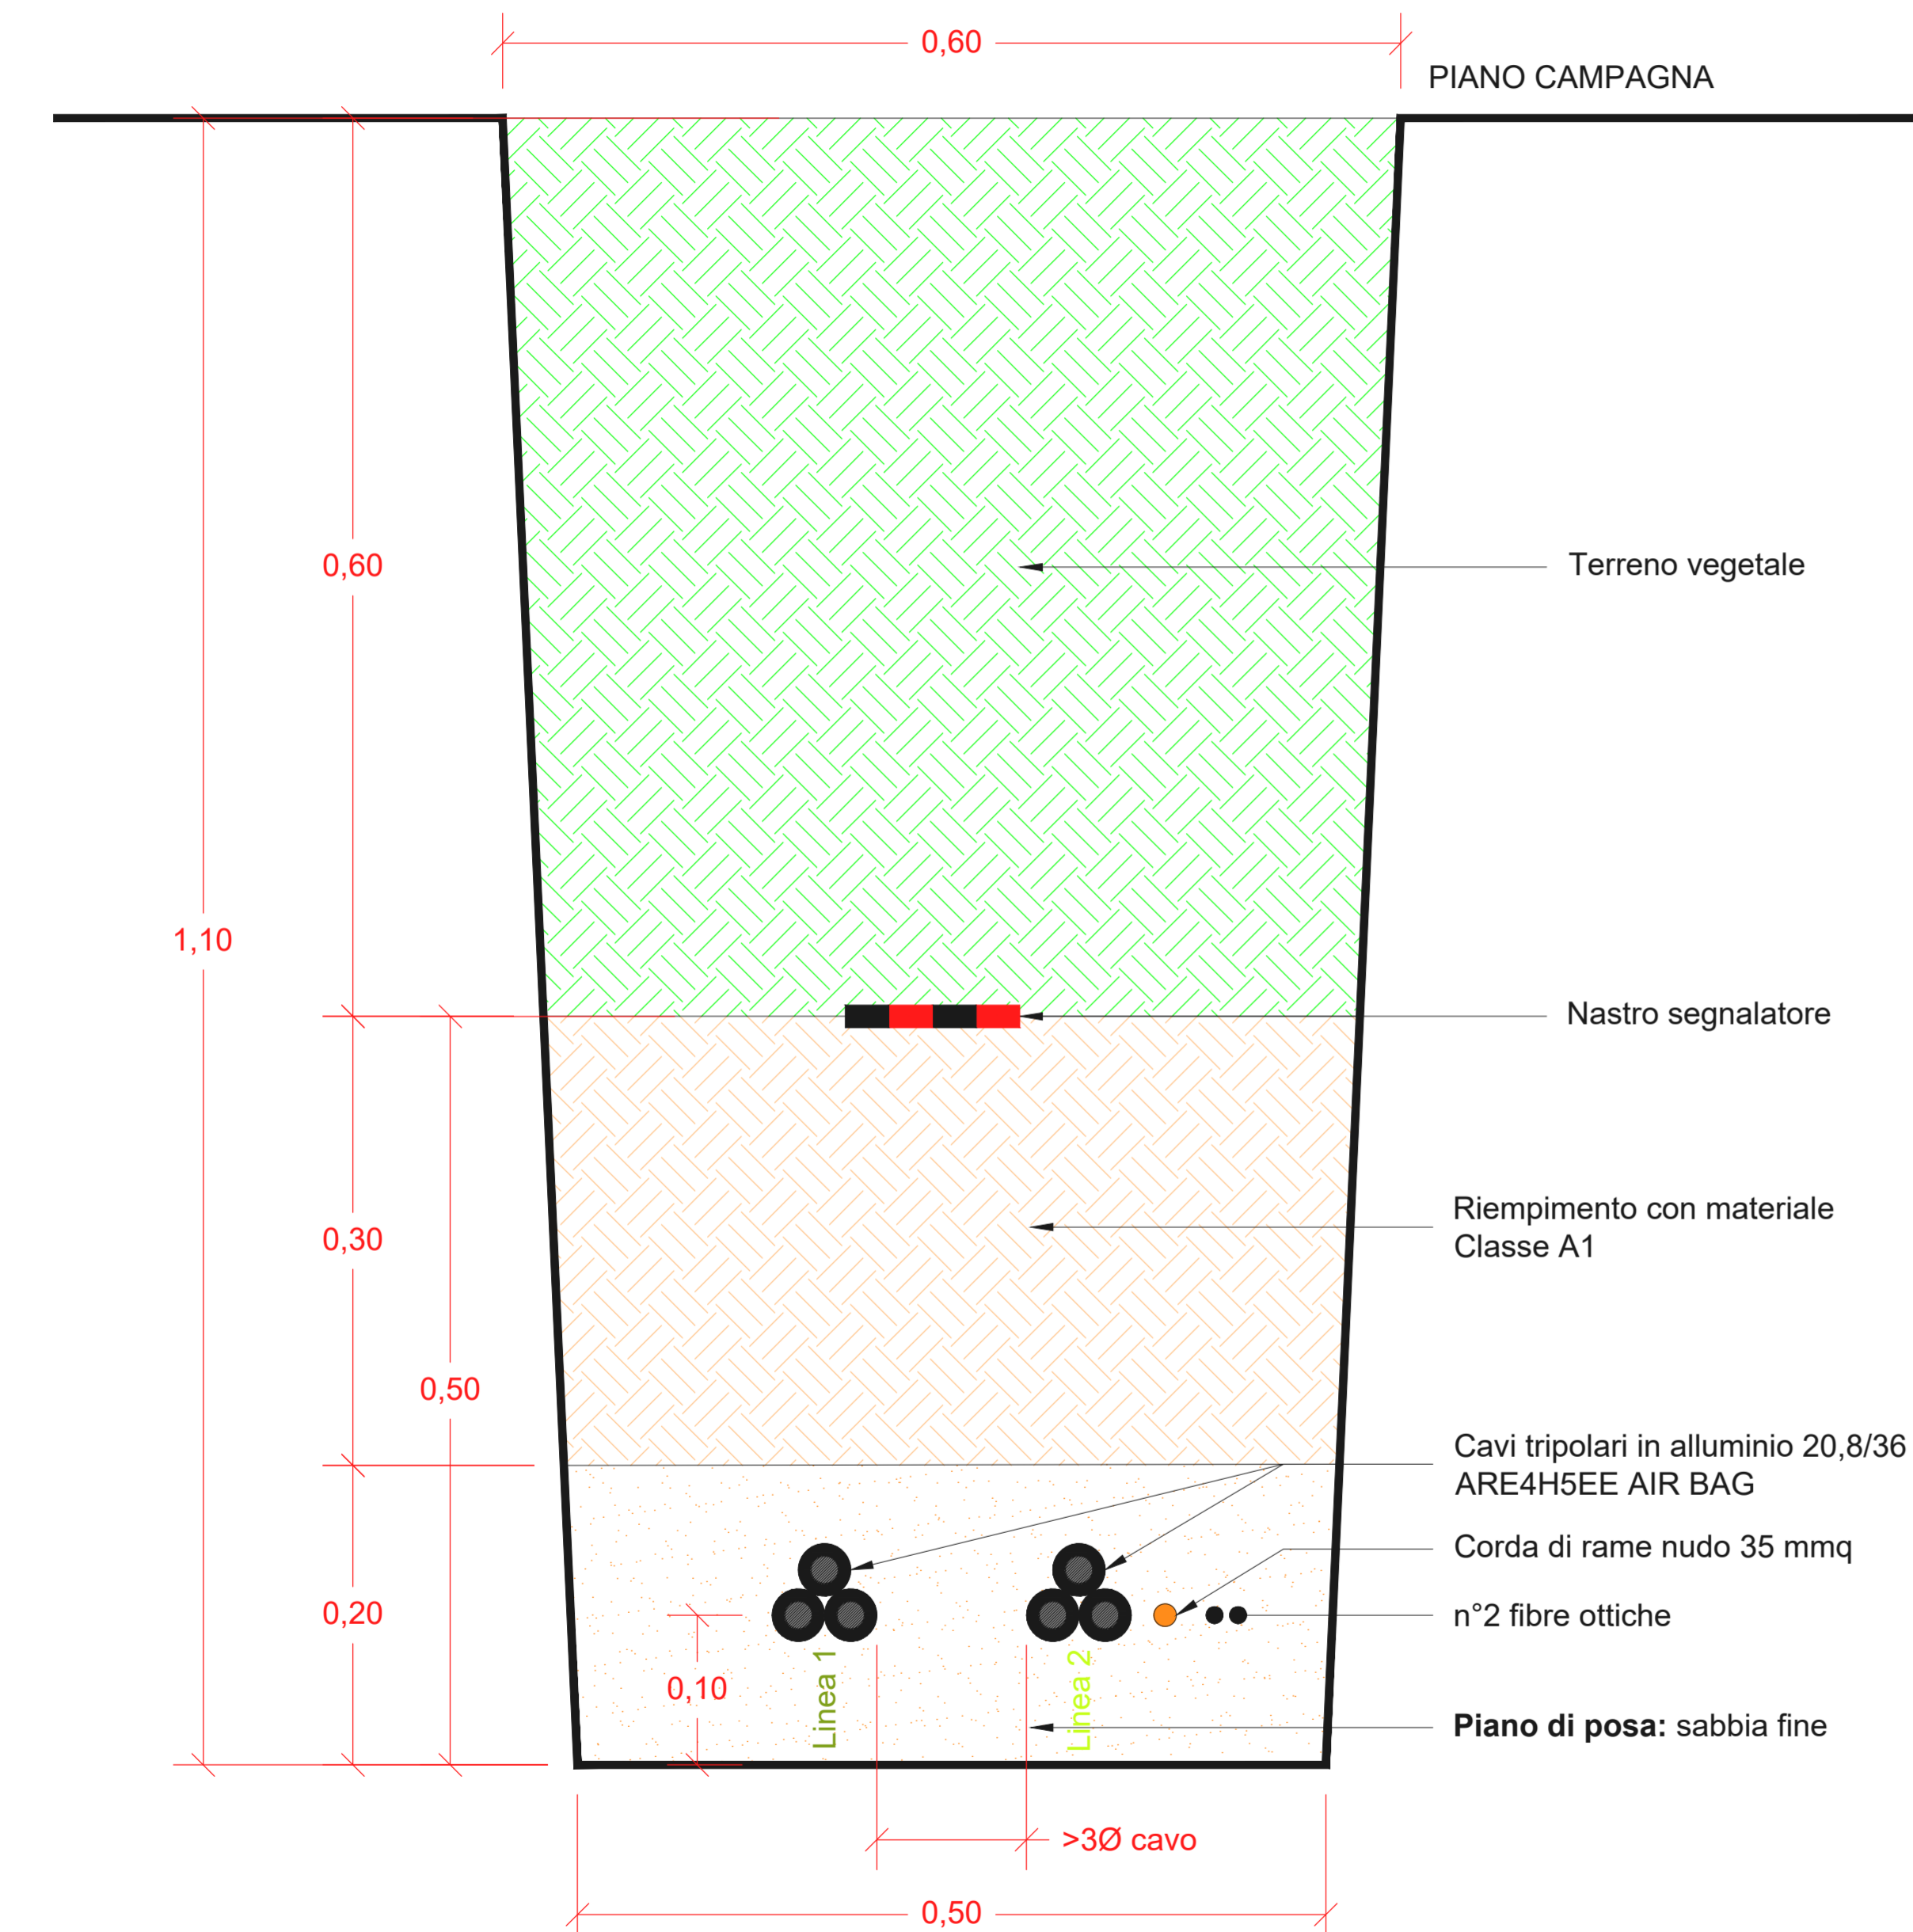 0,60
PIANO CAMPAGNA
0,60
Terreno vegetale
1,10
Nastro segnalatore
Riempimento con materiale
Classe A1
0,30
0,50
Cavi tripolari in alluminio 20,8/36
ARE4H5EE AIR BAG
Corda di rame nudo 35 mmq
0,20
n°2 fibre ottiche
0,10
Linea 1
Linea 2
Piano di posa: sabbia fine
>3Ø cavo
0,50